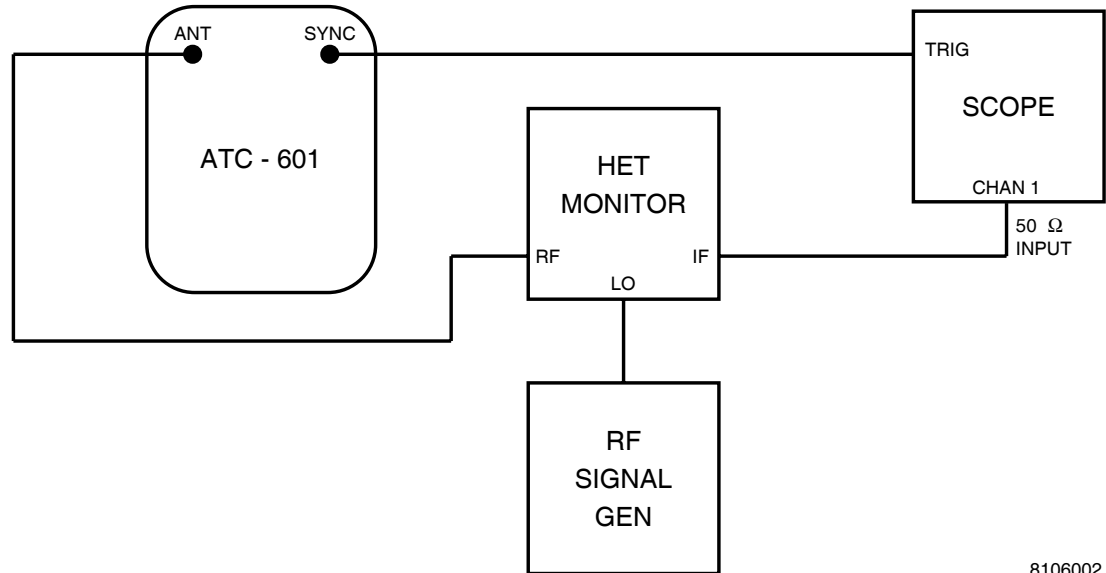 ANT
SYNC
ATC - 601
TRIG
SCOPE
CHAN 1
50 Ω
INPUT
HET
MONITOR
RF
IF
LO
RF
SIGNAL
GEN
8106002